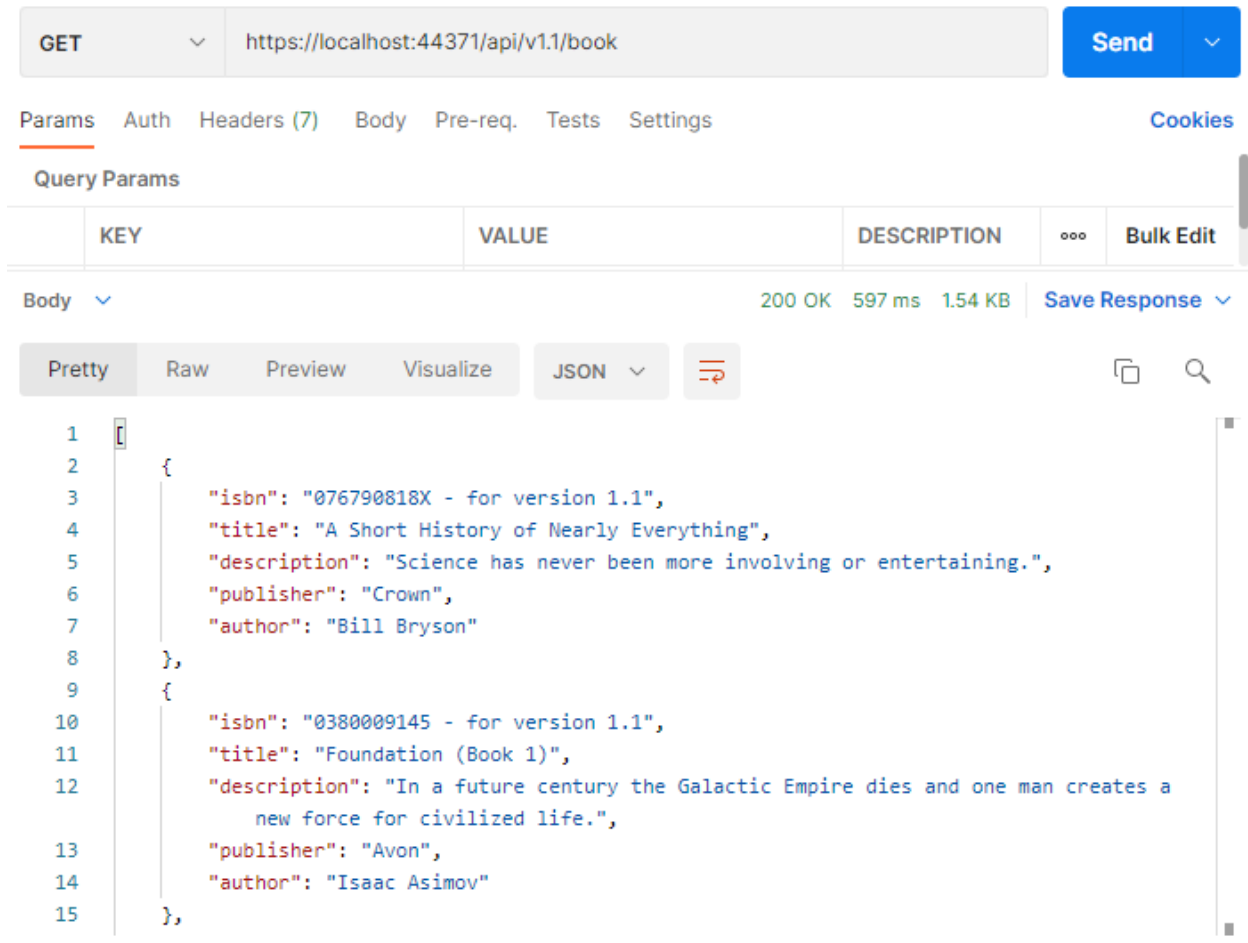 GET https://localhost:44371/api/v1.1/book Send
Params Auth Headers (7) Body Pre-req. Tests Settings Cookies
Query Params
KEY VALUE DESCRIPTION ooo Bulk Edit
Body 200 OK 597 ms 1.54 KB Save Response
Pretty Raw Preview Visualize JSON
1 [
2 {
3 "isbn": "076790818X - for version 1.1",
4 "title": "A Short History of Nearly Everything",
5 "description": "Science has never been more involving or entertaining.",
6 "publisher": "Crown",
7 "author": "Bill Bryson"
8 },
9 {
10 "isbn": "0380009145 - for version 1.1",
11 "title": "Foundation (Book 1)",
12 "description": "In a future century the Galactic Empire dies and one man creates a
new force for civilized life.",
13 "publisher": "Avon",
14 "author": "Isaac Asimov"
15 },